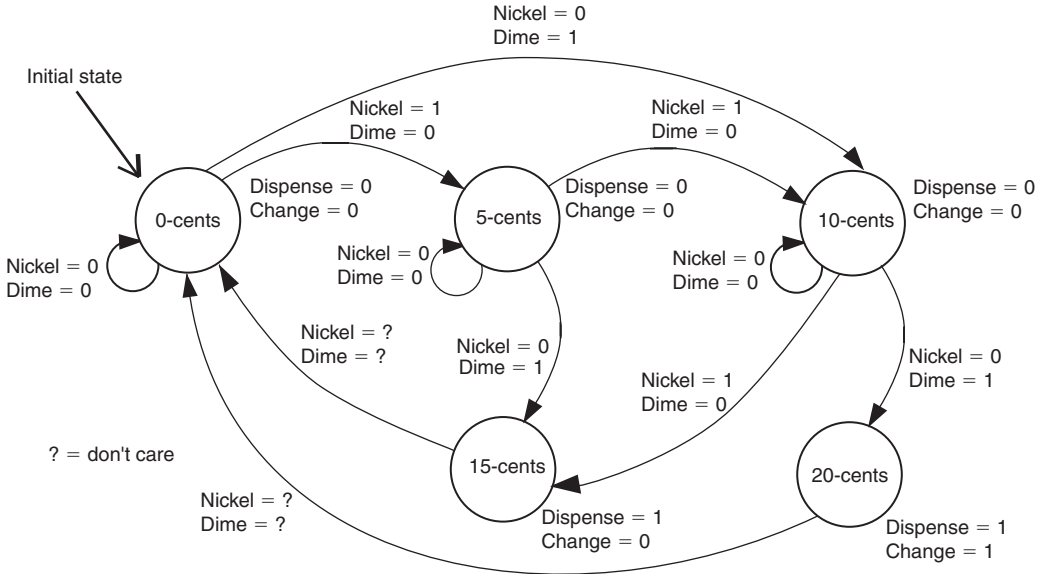 Nickel = 0
Dime = 1
Initial state
Nickel = 1
Dime = 0
Nickel = 1
Dime = 0
0-cents
Dispense = 0
Change = 0
5-cents
Dispense = 0
Change = 0
10-cents
Dispense = 0
Change = 0
Nickel = 0
Dime = 0
Nickel = 0
Dime = 0
Nickel = 0
Dime = 0
Nickel = ?
Dime = ?
Nickel = 0
Dime = 1
Nickel = 1
Dime = 0
Nickel = 0
Dime = 1
? = don't care
15-cents
20-cents
Nickel = ?
Dime = ?
Dispense = 1
Change = 0
Dispense = 1
Change = 1